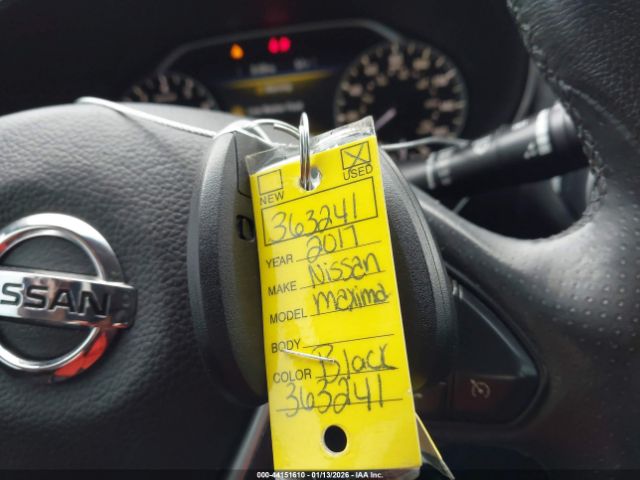 NEW
USED
363241
YEAR 2017
MAKE Nissan
MODEL Maxima
BODY
COLOR Black
363241
NISSAN
000-44151610 - 01/13/2026 - IAA Inc.